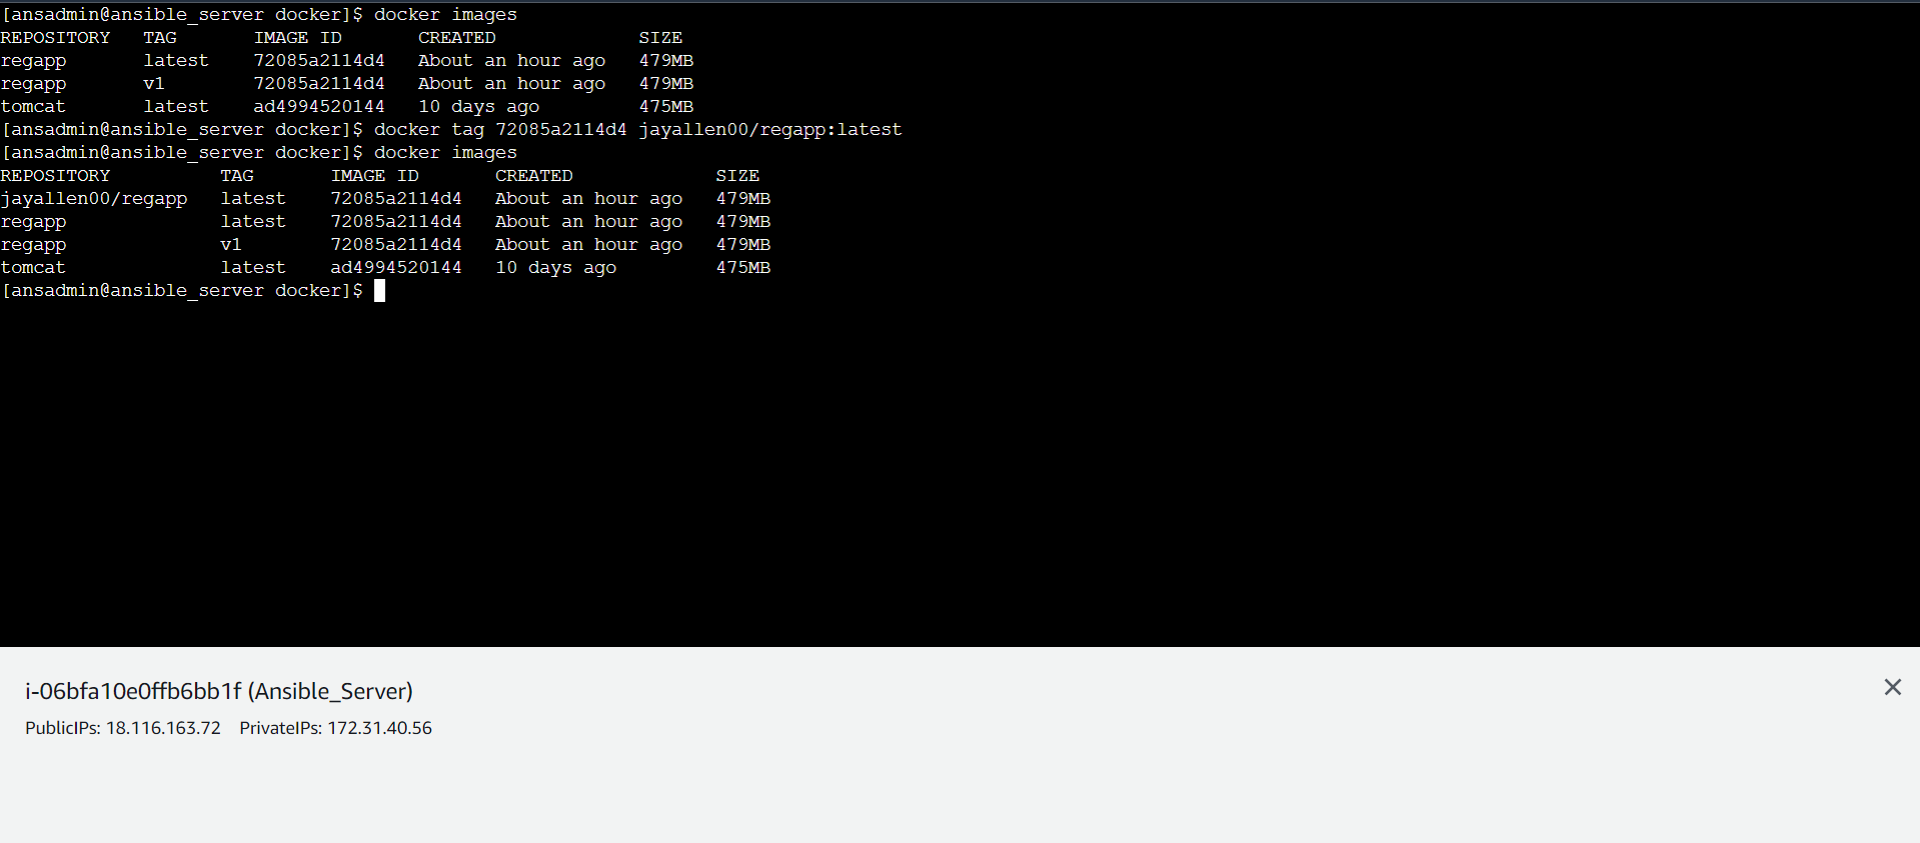 [ansadmin@ansible_server docker]$ docker images
REPOSITORY   TAG       IMAGE ID       CREATED             SIZE
regapp       latest    72085a2114d4   About an hour ago   479MB
regapp       v1        72085a2114d4   About an hour ago   479MB
tomcat       latest    ad4994520144   10 days ago         475MB
[ansadmin@ansible_server docker]$ docker tag 72085a2114d4 jayallen00/regapp:latest
[ansadmin@ansible_server docker]$ docker images
REPOSITORY          TAG       IMAGE ID       CREATED             SIZE
jayallen00/regapp   latest    72085a2114d4   About an hour ago   479MB
regapp              latest    72085a2114d4   About an hour ago   479MB
regapp              v1        72085a2114d4   About an hour ago   479MB
tomcat              latest    ad4994520144   10 days ago         475MB
[ansadmin@ansible_server docker]$
i-06bfa10e0ffb6bb1f (Ansible_Server)
PublicIPs: 18.116.163.72    PrivateIPs: 172.31.40.56